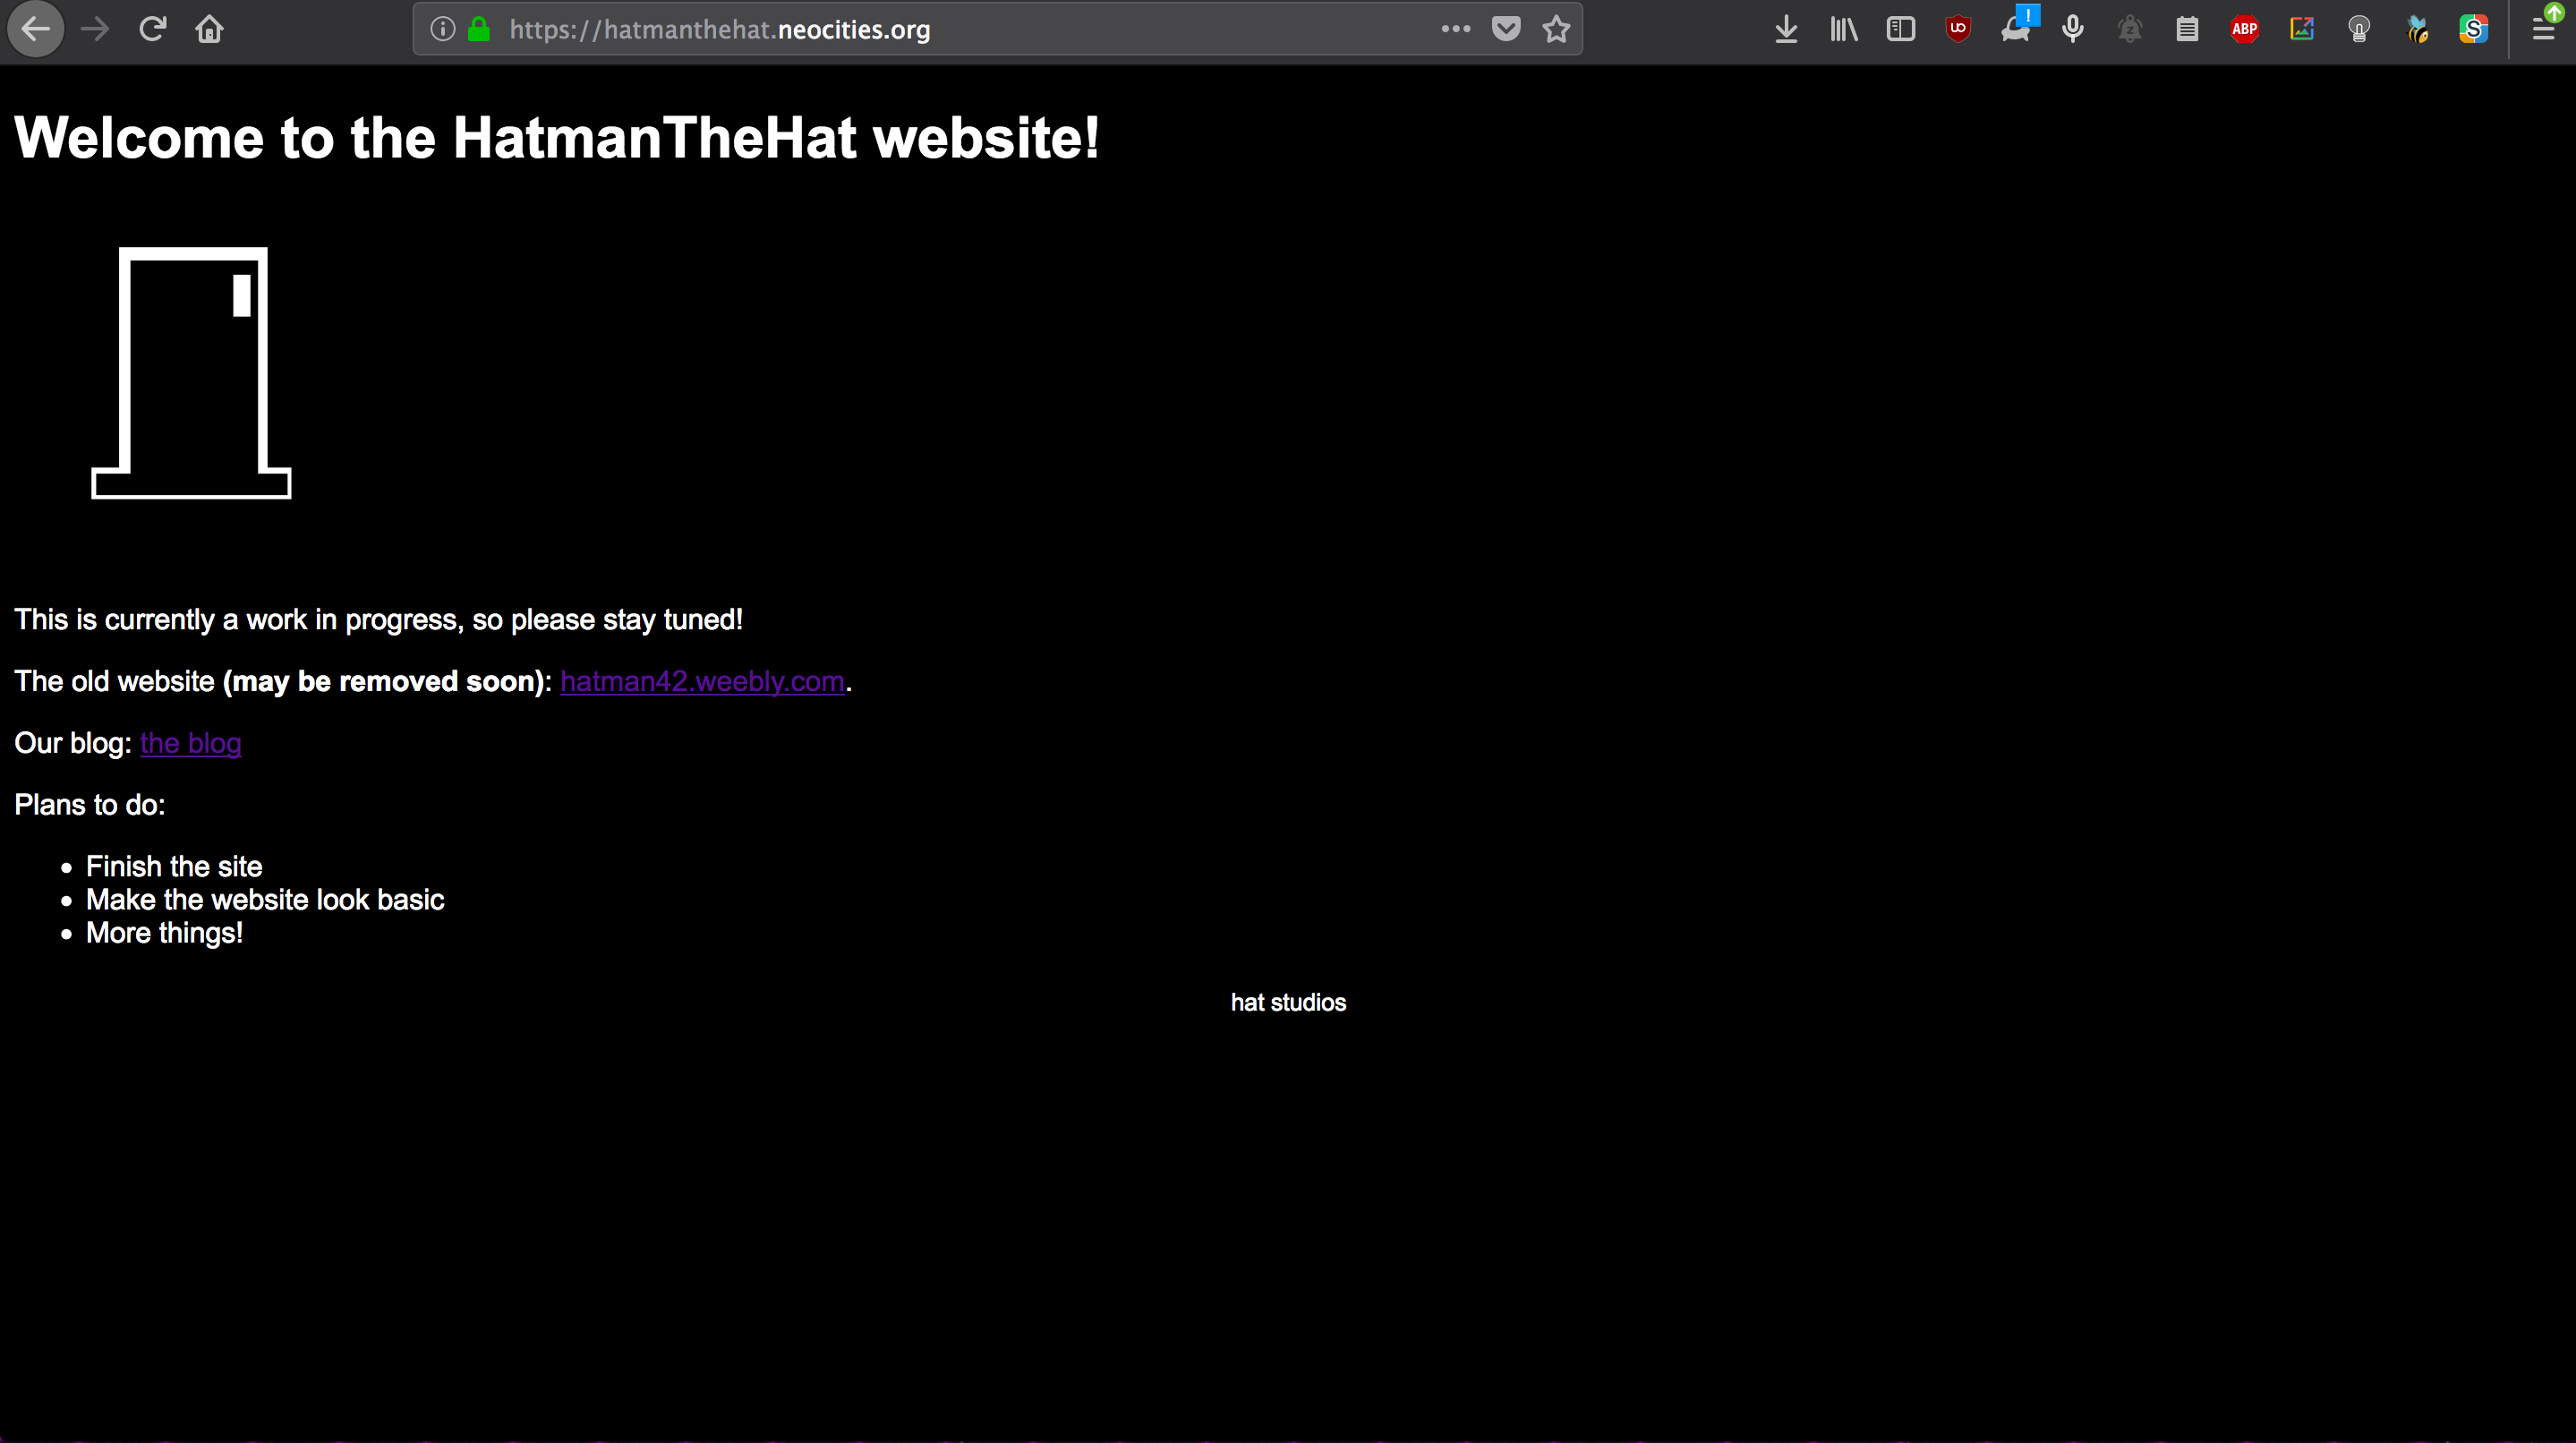 https://hatmanthehat.neocities.org
UO
!
z
ABP
S
Welcome to the HatmanTheHat website!
This is currently a work in progress, so please stay tuned!
The old website (may be removed soon): hatman42.weebly.com.
Our blog: the blog
Plans to do:
Finish the site
Make the website look basic
More things!
hat studios